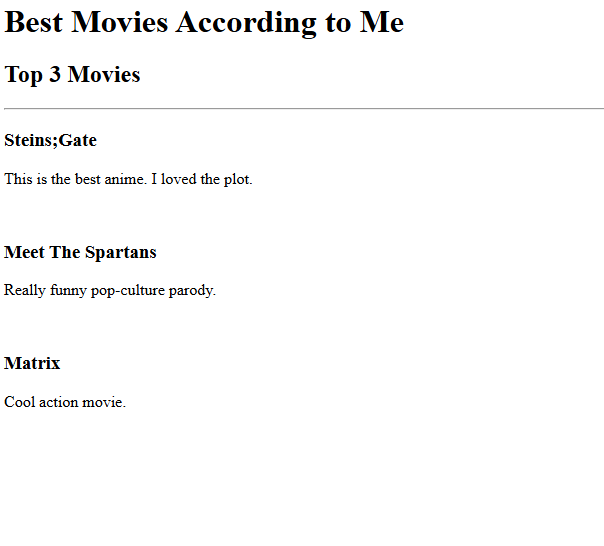 Best Movies According to Me
Top 3 Movies
Steins;Gate
This is the best anime. I loved the plot.
Meet The Spartans
Really funny pop-culture parody.
Matrix
Cool action movie.